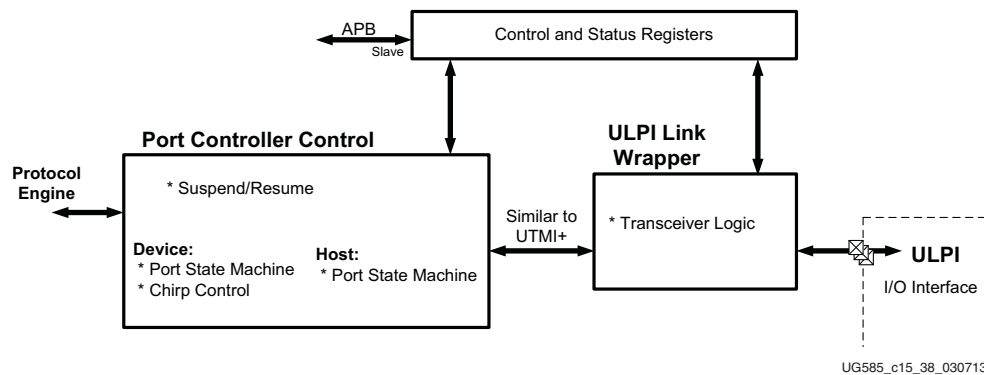 APB
Slave
Control and Status Registers
Port Controller Control
ULPI Link
Wrapper
Protocol
Engine
* Suspend/Resume
Similar to
UTMI+
* Transceiver Logic
Device:
* Port State Machine
* Chirp Control
Host:
* Port State Machine
ULPI
I/O Interface
UG585_c15_38_030713